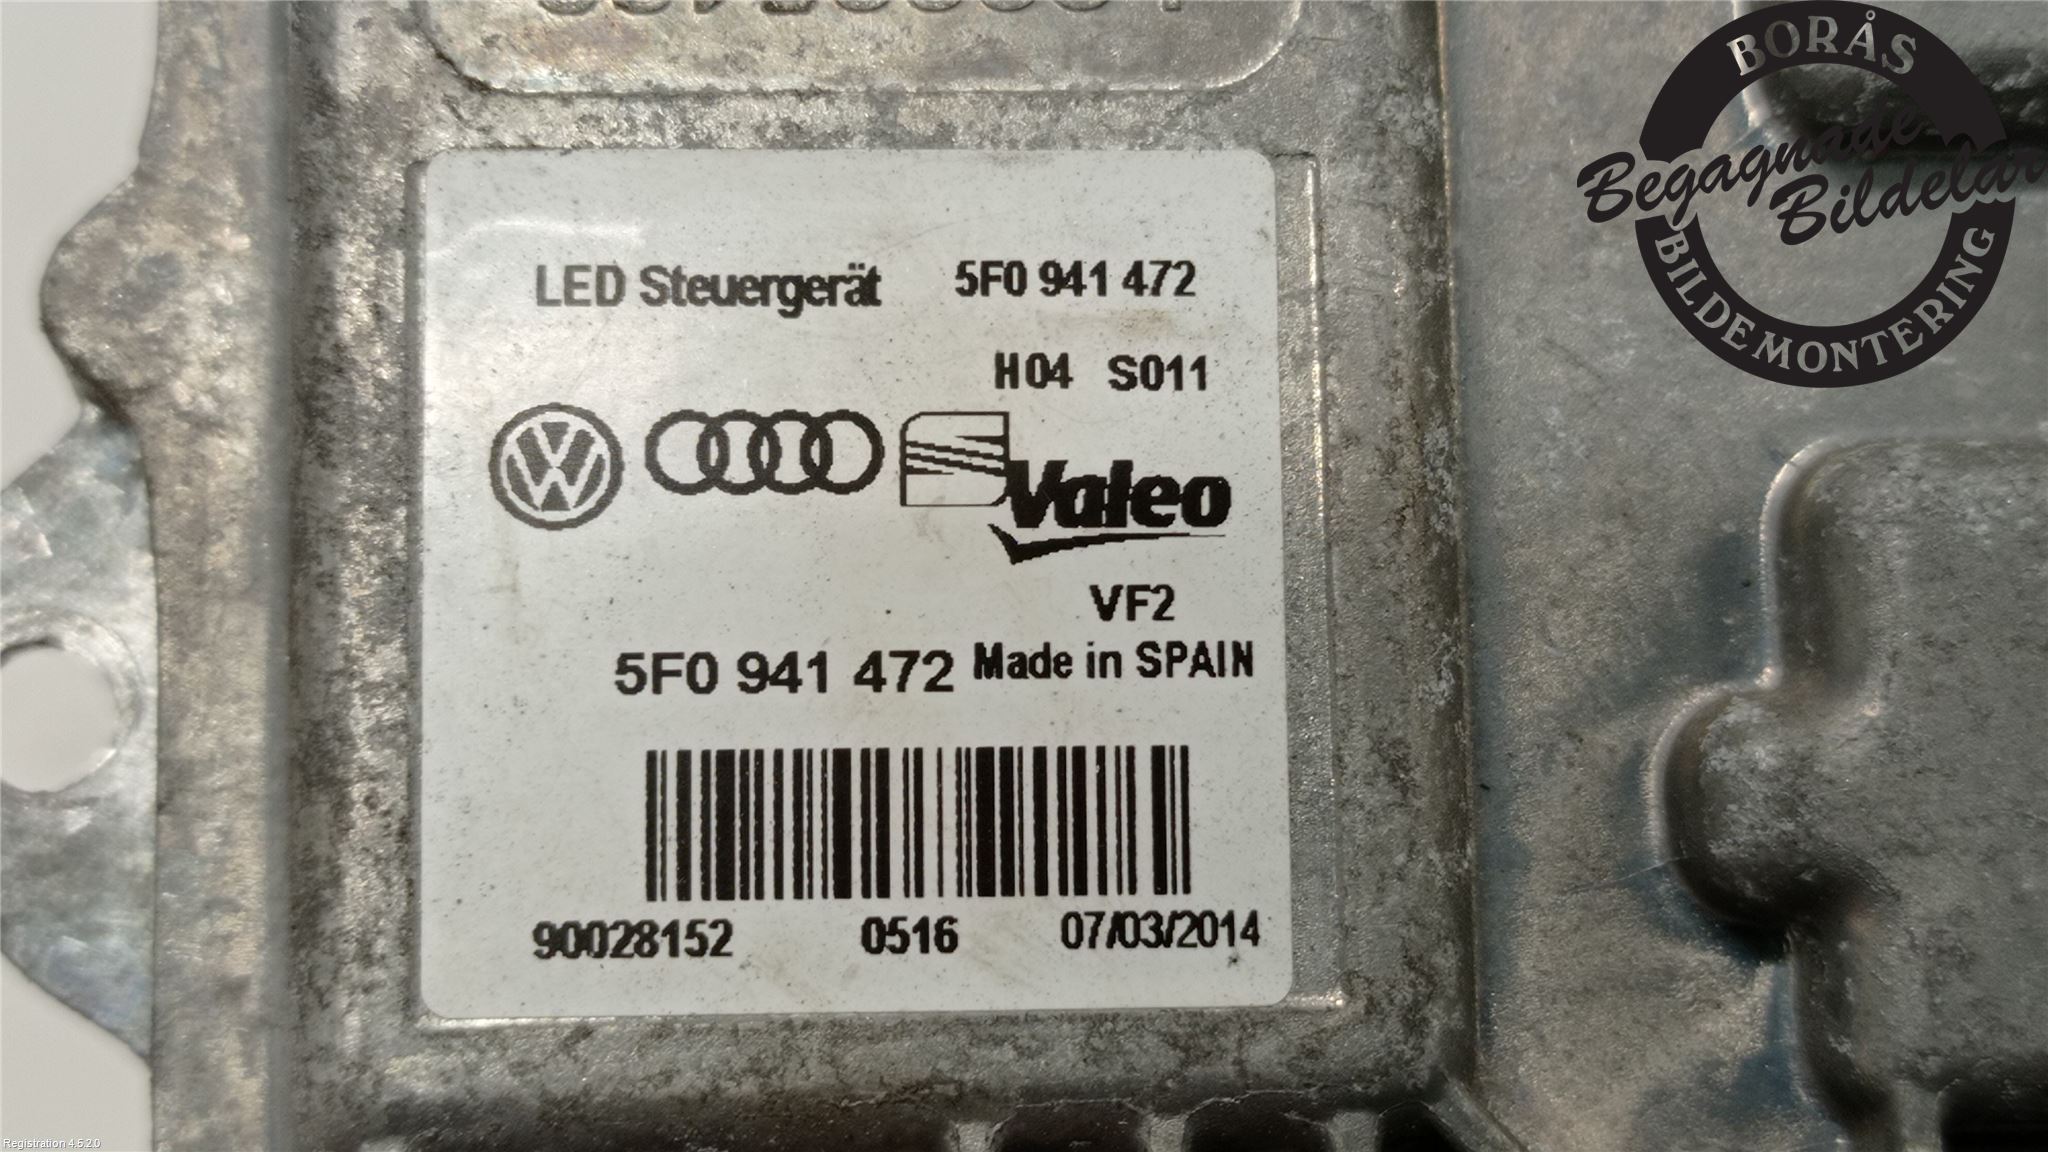 BORÅS
Begagnade
Bildelar
BILDEMONTERING
LED Steuergerät 5F0 941 472
H04 S011
Valeo
VF2
5F0 941 472 Made in SPAIN
90028152 0516 07/03/2014
Registration 4.5.2.0